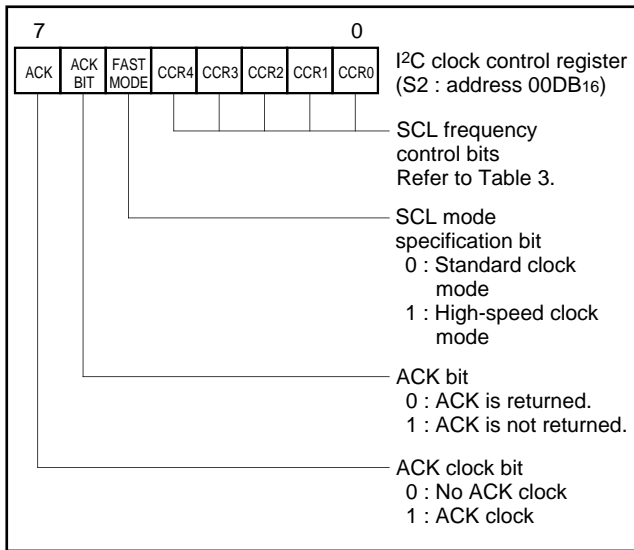 7 0
ACK ACK BIT FAST MODE CCR4 CCR3 CCR2 CCR1 CCR0
I2C clock control register
(S2 : address 00DB16)
SCL frequency
control bits
Refer to Table 3.
SCL mode
specification bit
0 : Standard clock
mode
1 : High-speed clock
mode
ACK bit
0 : ACK is returned.
1 : ACK is not returned.
ACK clock bit
0 : No ACK clock
1 : ACK clock